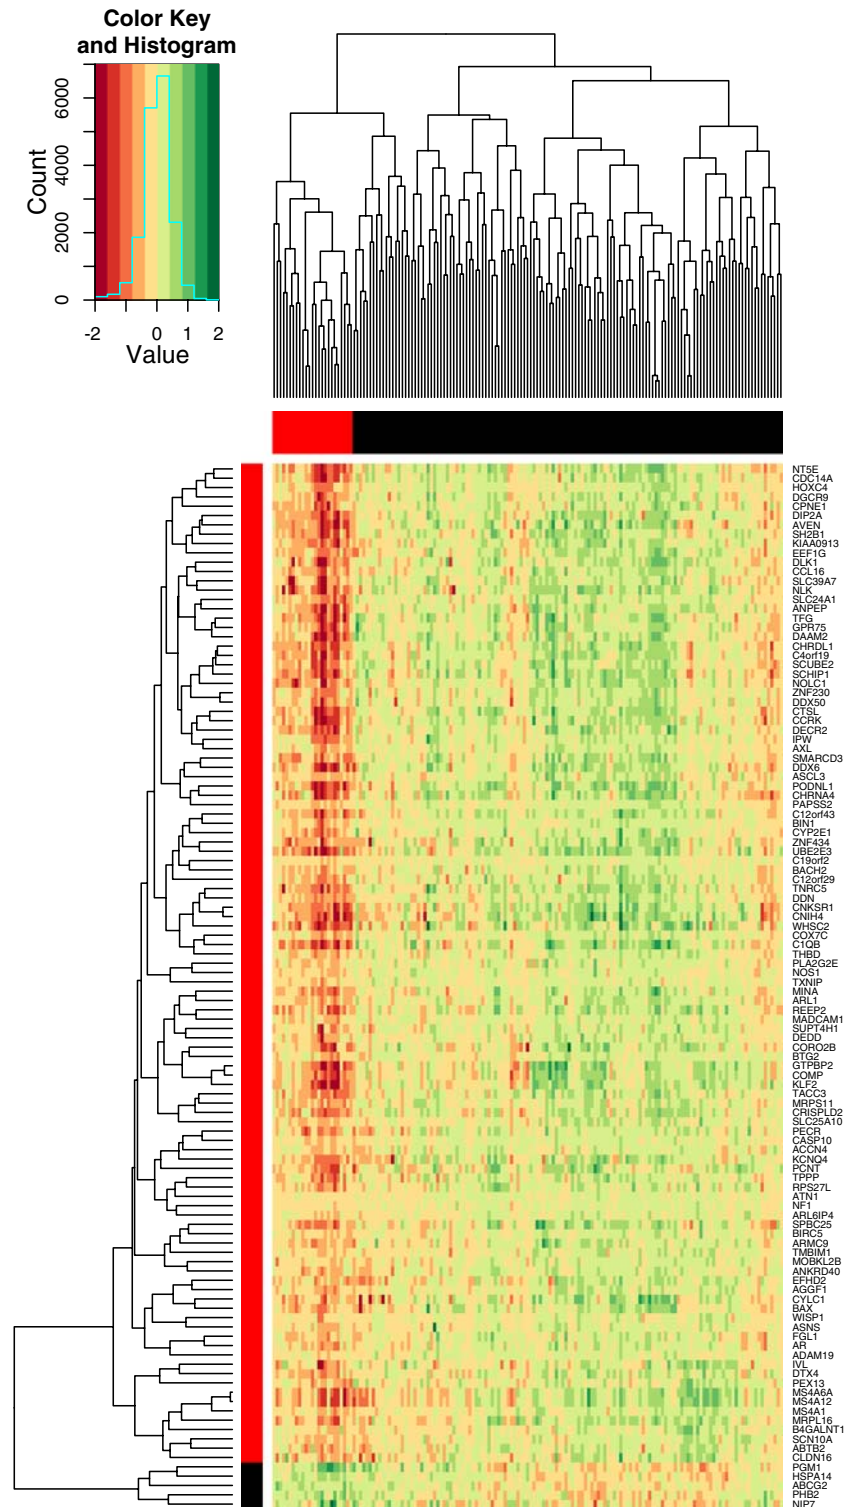 Color Key
and Histogram
Count
0
2000
4000
6000
-2
0
1
2
Value
NT5E
CDC14A
HOXC4
DGCR9
CPNE1
DIP2A
AVEN
SH2B1
KIAA0913
EEF1G
DLK1
CCL16
SLC39A7
NLK
SLC24A1
ANPEP
TFG
GPR75
DAAM2
CHRDL1
C4orf19
SCUBE2
SCHIP1
NOLC1
ZNF230
DDX50
CTSL
CCRK
DECR2
IPW
AXL
SMARCD3
DDX6
ASCL3
PODNL1
CHRNA4
PAPSS2
C12orf43
BIN1
CYP2E1
ZNF434
UBE2E3
C19orf2
BACH2
C12orf29
TNRC5
DDN
CNKSR1
CNIH4
WHSC2
COX7C
C1QB
THBD
PLA2G2E
NOS1
TXNIP
MINA
ARL1
REEP2
MADCAM1
SUPT4H1
DEDD
CORO2B
BTG2
GTPBP2
COMP
KLF2
TACC3
MRPS11
CRISPLD2
SLC25A10
PECR
CASP10
ACCN4
KCNQ4
PCNT
TPPP
RPS27L
ATN1
NF1
ARL6IP4
SPBC25
BIRC5
ARMC9
TMBIM1
MOBKL2B
ANKRD40
EFHD2
AGGF1
CYLC1
BAX
WISP1
ASNS
FGL1
AR
ADAM19
IVL
DTX4
PEX13
MS4A6A
MS4A12
MS4A1
MRPL16
B4GALNT1
SCN10A
ABTB2
CLDN16
PGM1
HSPA14
ABCG2
PHB2
NIP7